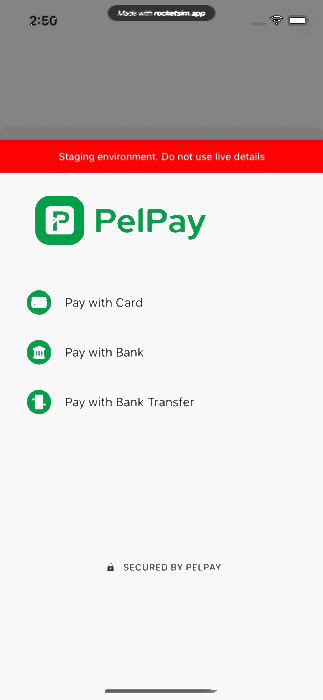 2:50
Made with rocketsim.app
Staging environment. Do not use live details
PelPay
Pay with Card
Pay with Bank
Pay with Bank Transfer
SECURED BY PELPAY